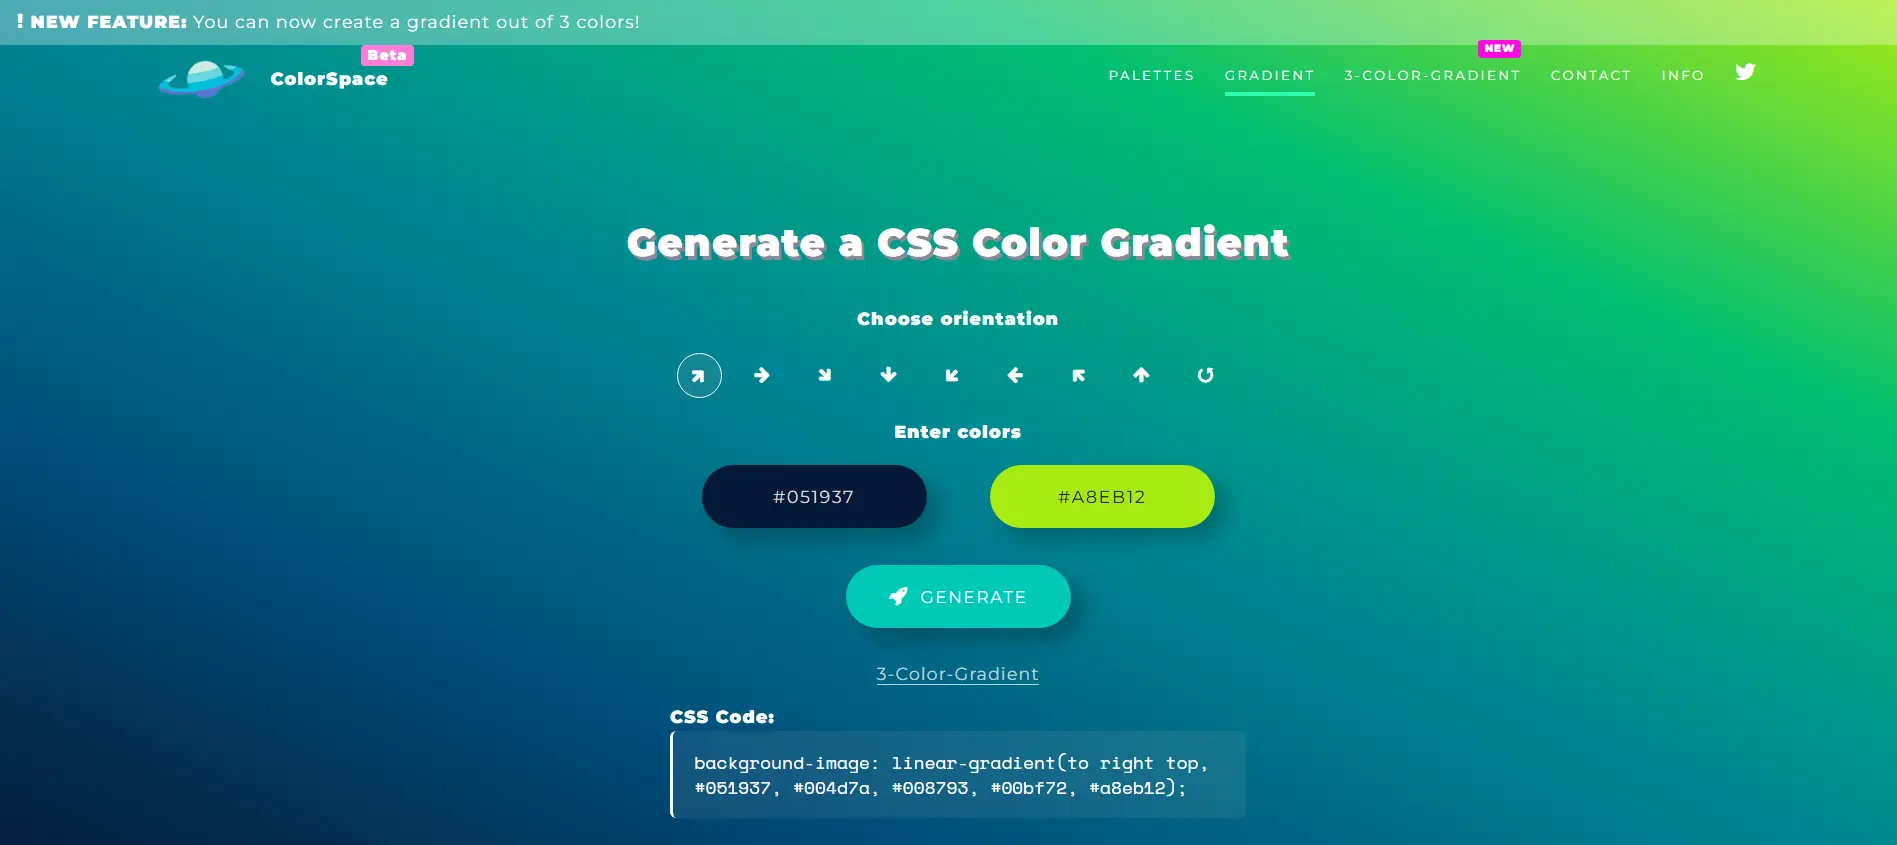 ! NEW FEATURE: You can now create a gradient out of 3 colors!
Beta
ColorSpace
NEW
PALETTES GRADIENT 3-COLOR-GRADIENT CONTACT INFO
Generate a CSS Color Gradient
Choose orientation
Enter colors
#051937 #A8EB12
GENERATE
3-Color-Gradient
CSS Code:
background-image: linear-gradient(to right top,
#051937, #004d7a, #008793, #00bf72, #a8eb12);